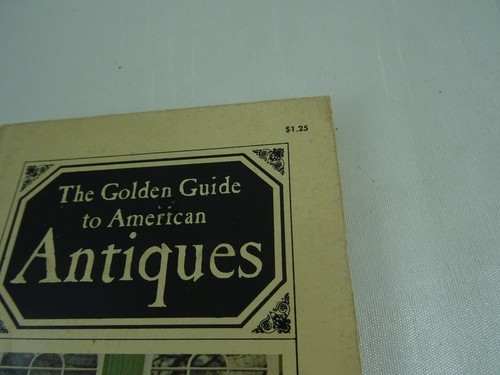 $1.25
The Golden Guide
to American
Antiques